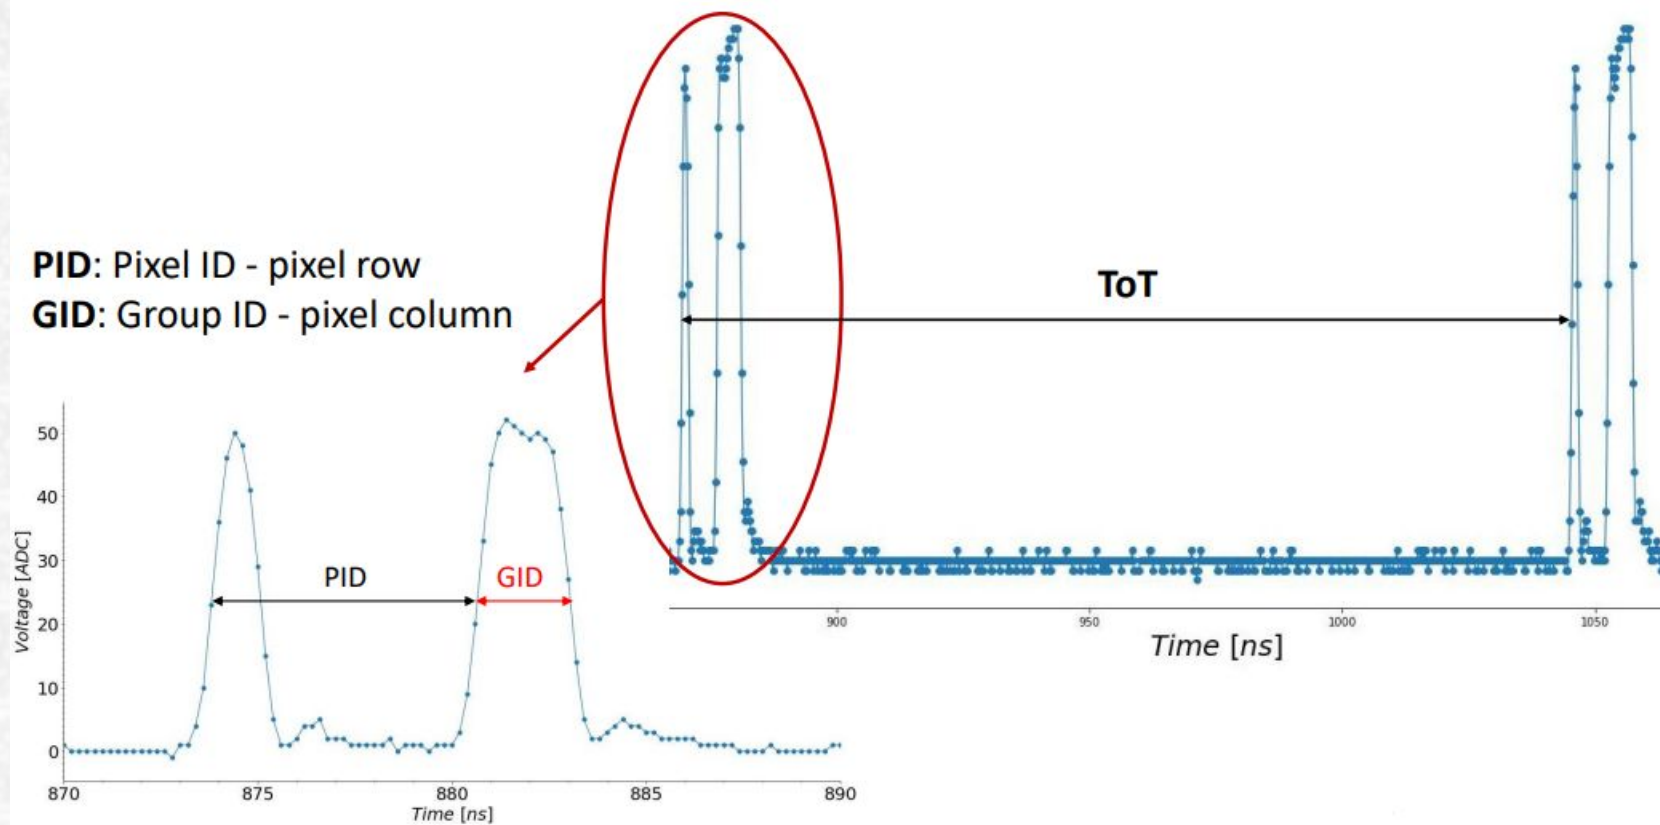 PID: Pixel ID - pixel row
GID: Group ID - pixel column
ToT
900
950
1000
1050
Time [ns]
50
40
30
20
10
0
Voltage [ADC]
PID
GID
870
875
880
885
890
Time [ns]